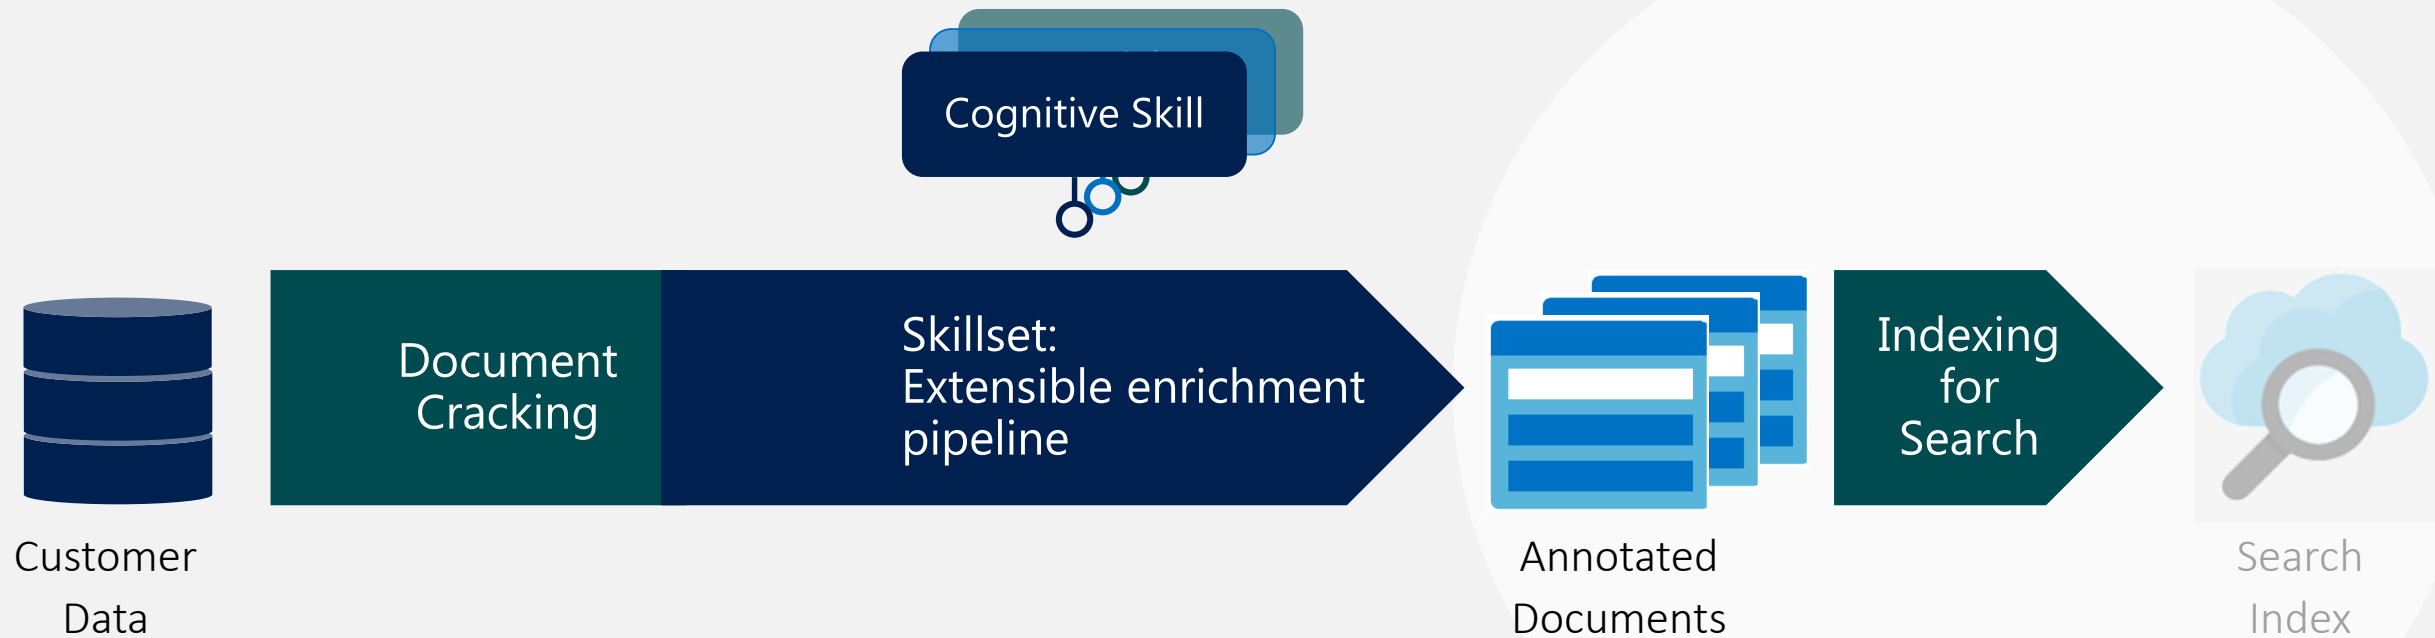 Cognitive Skill
Document
Cracking
Skillset:
Extensible enrichment
pipeline
Indexing
for
Search
Customer
Data
Annotated
Documents
Search
Index